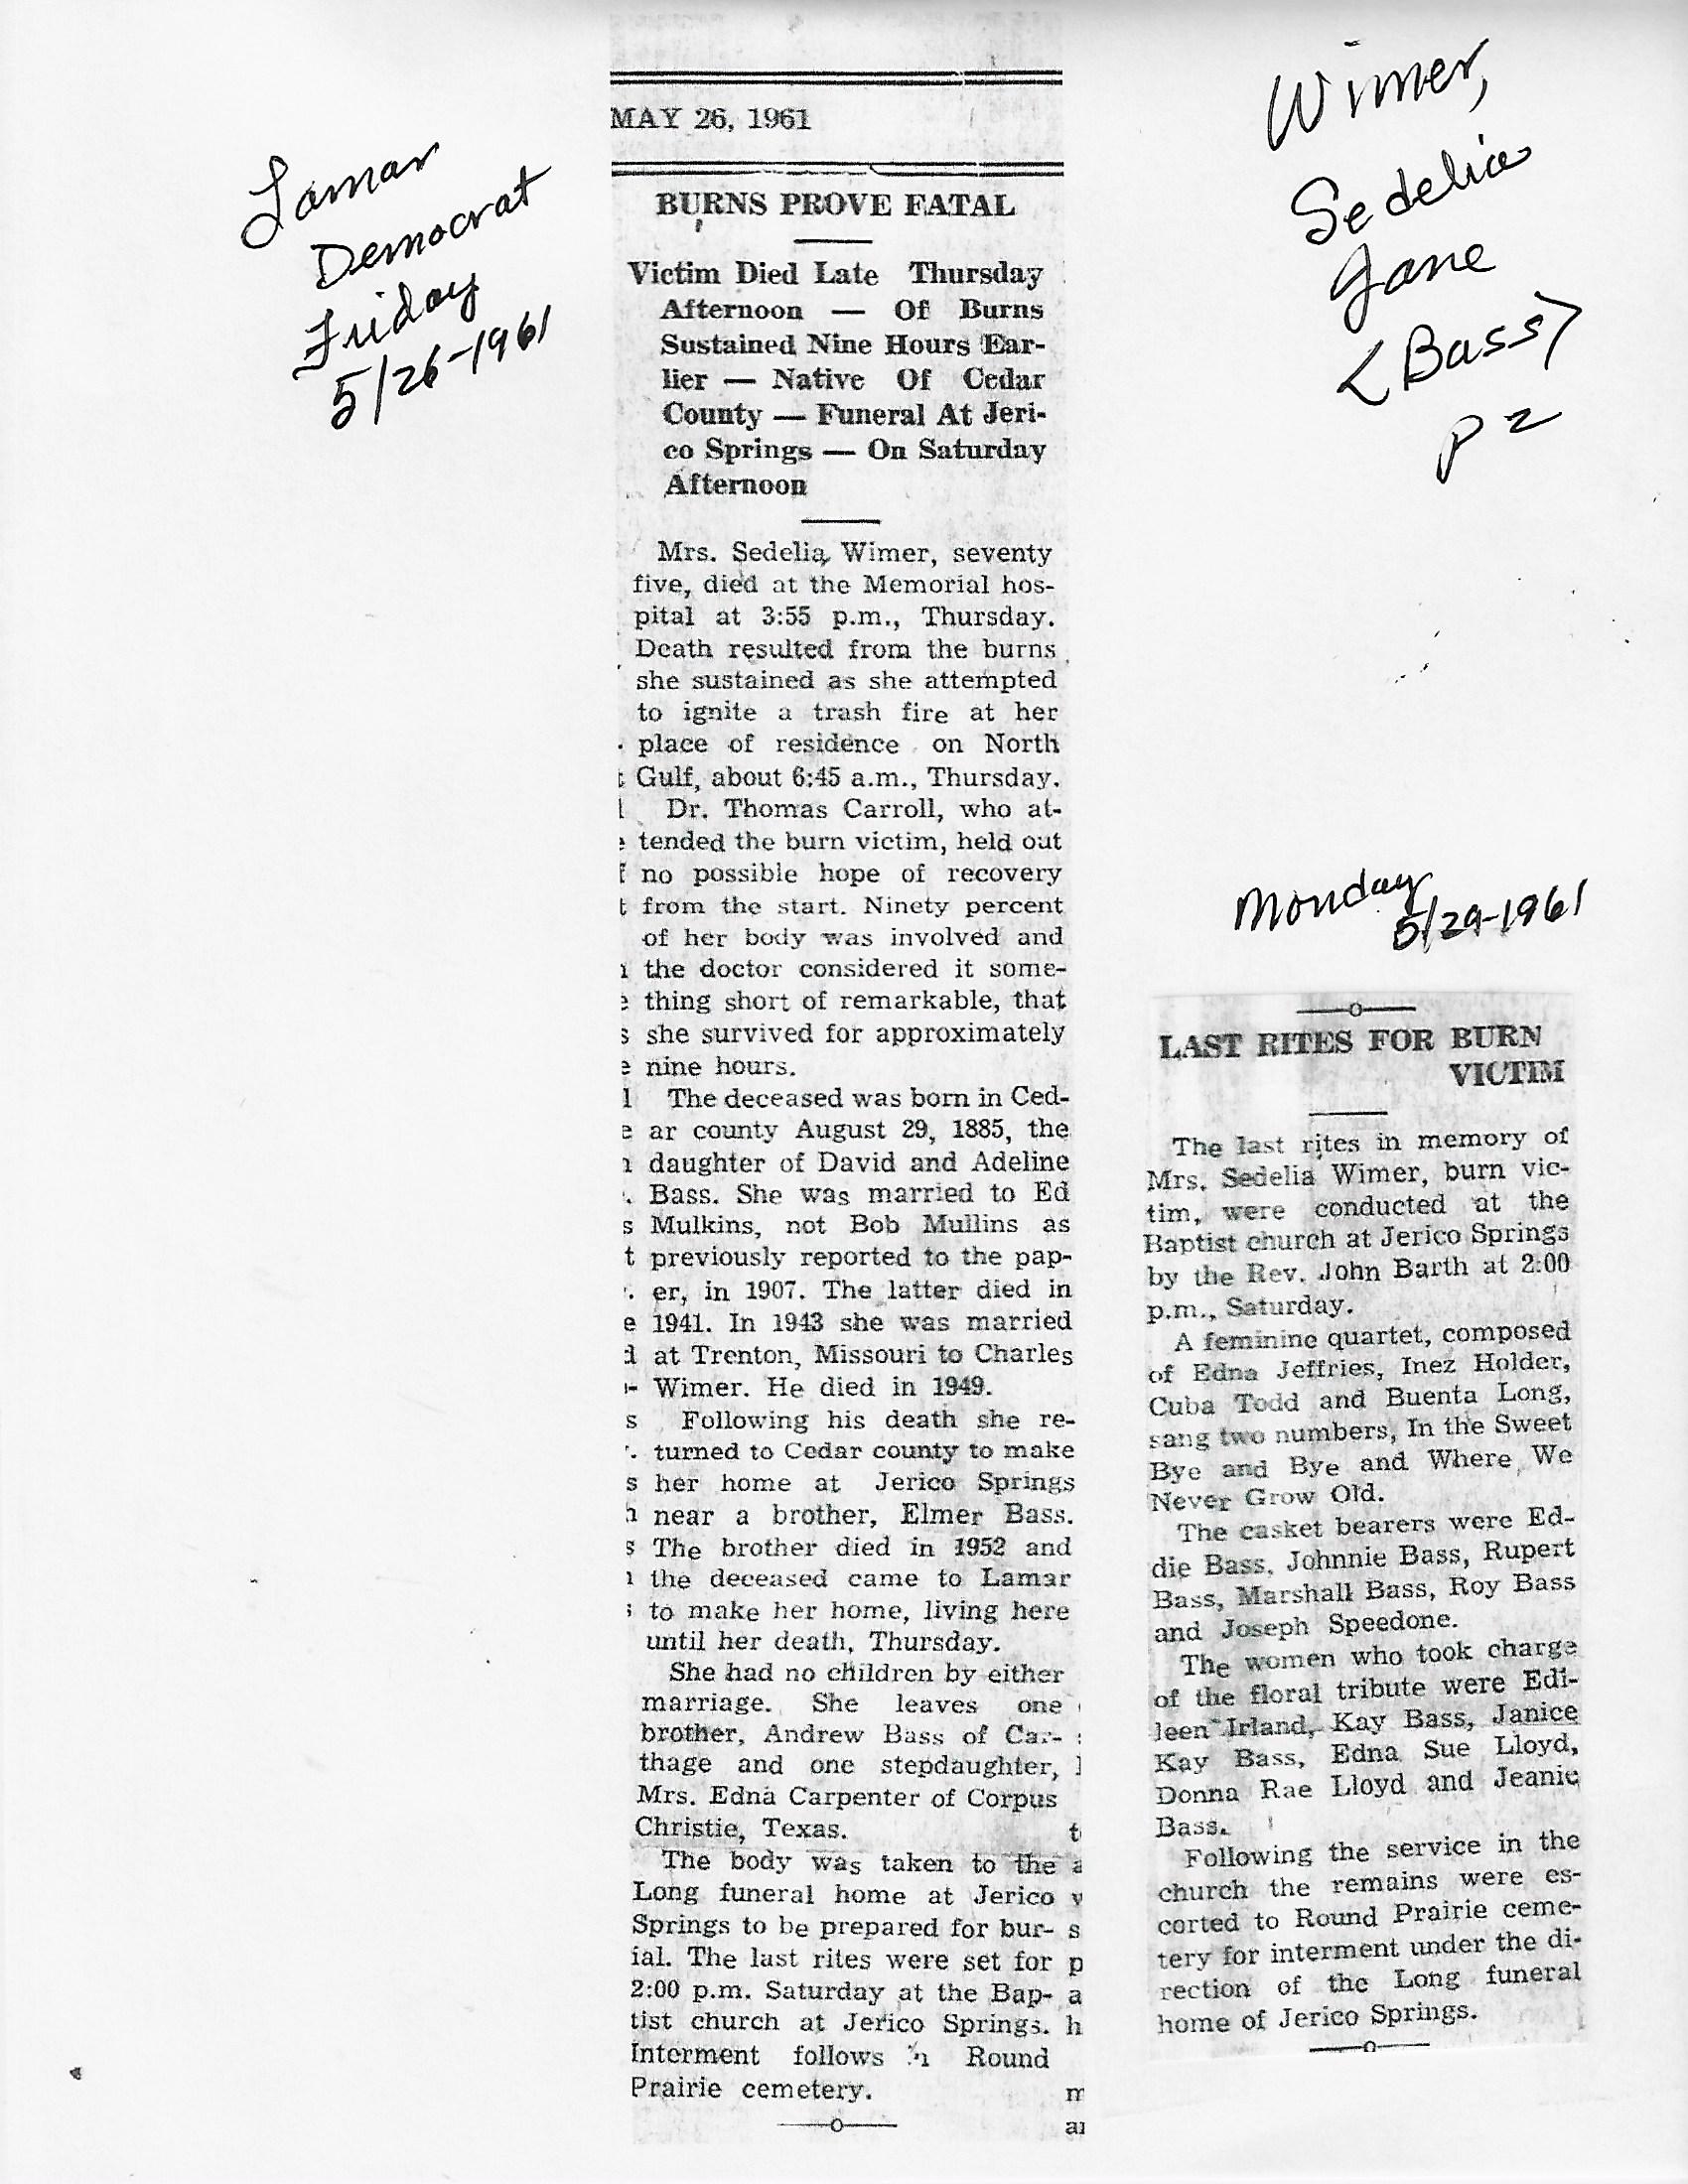 Lamar
Democrat
Friday
5/26-1961
MAY 26, 1961
BURNS PROVE FATAL
Victim Died Late Thursday
Afternoon — Of Burns
Sustained Nine Hours Ear-
lier — Native Of Cedar
County — Funeral At Jeri-
co Springs — On Saturday
Afternoon
Mrs. Sedelia Wimer, seventy
five, died at the Memorial hos-
pital at 3:55 p.m., Thursday.
Death resulted from the burns
she sustained as she attempted
to ignite a trash fire at her
place of residence on North
Gulf, about 6:45 a.m., Thursday.
Dr. Thomas Carroll, who at-
tended the burn victim, held out
no possible hope of recovery
from the start. Ninety percent
of her body was involved and
the doctor considered it some-
thing short of remarkable, that
she survived for approximately
nine hours.
The deceased was born in Ced-
ar county August 29, 1885, the
daughter of David and Adeline
Bass. She was married to Ed
Mulkins, not Bob Mullins as
previously reported to the pap-
er, in 1907. The latter died in
1941. In 1943 she was married
at Trenton, Missouri to Charles
Wimer. He died in 1949.
Following his death she re-
turned to Cedar county to make
her home at Jerico Springs
near a brother, Elmer Bass.
The brother died in 1952 and
the deceased came to Lamar
to make her home, living here
until her death, Thursday.
She had no children by either
marriage. She leaves one
brother, Andrew Bass of Car-
thage and one stepdaughter,
Mrs. Edna Carpenter of Corpus
Christie, Texas.
The body was taken to the
Long funeral home at Jerico
Springs to be prepared for bur-
ial. The last rites were set for
2:00 p.m. Saturday at the Bap-
tist church at Jerico Springs.
Interment follows in Round
Prairie cemetery.
Wimer,
Sedelia
Jane
<Bass>
P 2
Monday
5/29-1961
LAST RITES FOR BURN
VICTIM
The last rites in memory of
Mrs. Sedelia Wimer, burn vic-
tim, were conducted at the
Baptist church at Jerico Springs
by the Rev. John Barth at 2:00
p.m., Saturday.
A feminine quartet, composed
of Edna Jeffries, Inez Holder,
Cuba Todd and Buenta Long,
sang two numbers, In the Sweet
Bye and Bye and Where We
Never Grow Old.
The casket bearers were Ed-
die Bass, Johnnie Bass, Rupert
Bass, Marshall Bass, Roy Bass
and Joseph Speedone.
The women who took charge
of the floral tribute were Edi-
leen Irland, Kay Bass, Janice
Kay Bass, Edna Sue Lloyd,
Donna Rae Lloyd and Jeanie
Bass.
Following the service in the
church the remains were es-
corted to Round Prairie ceme-
tery for interment under the di-
rection of the Long funeral
home of Jerico Springs.